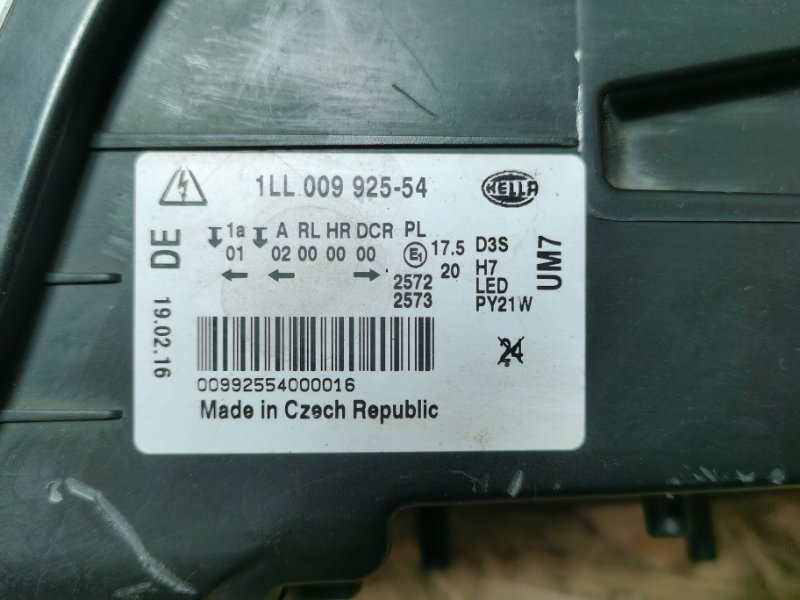 1LL 009 925-54
HELLA
DE
19.02.16
1a A RL HR DCR PL
01 02 00 00 00
E1
17.5
20
2572
2573
D3S
H7
LED
PY21W
UM7
24
00992554000016
Made in Czech Republic